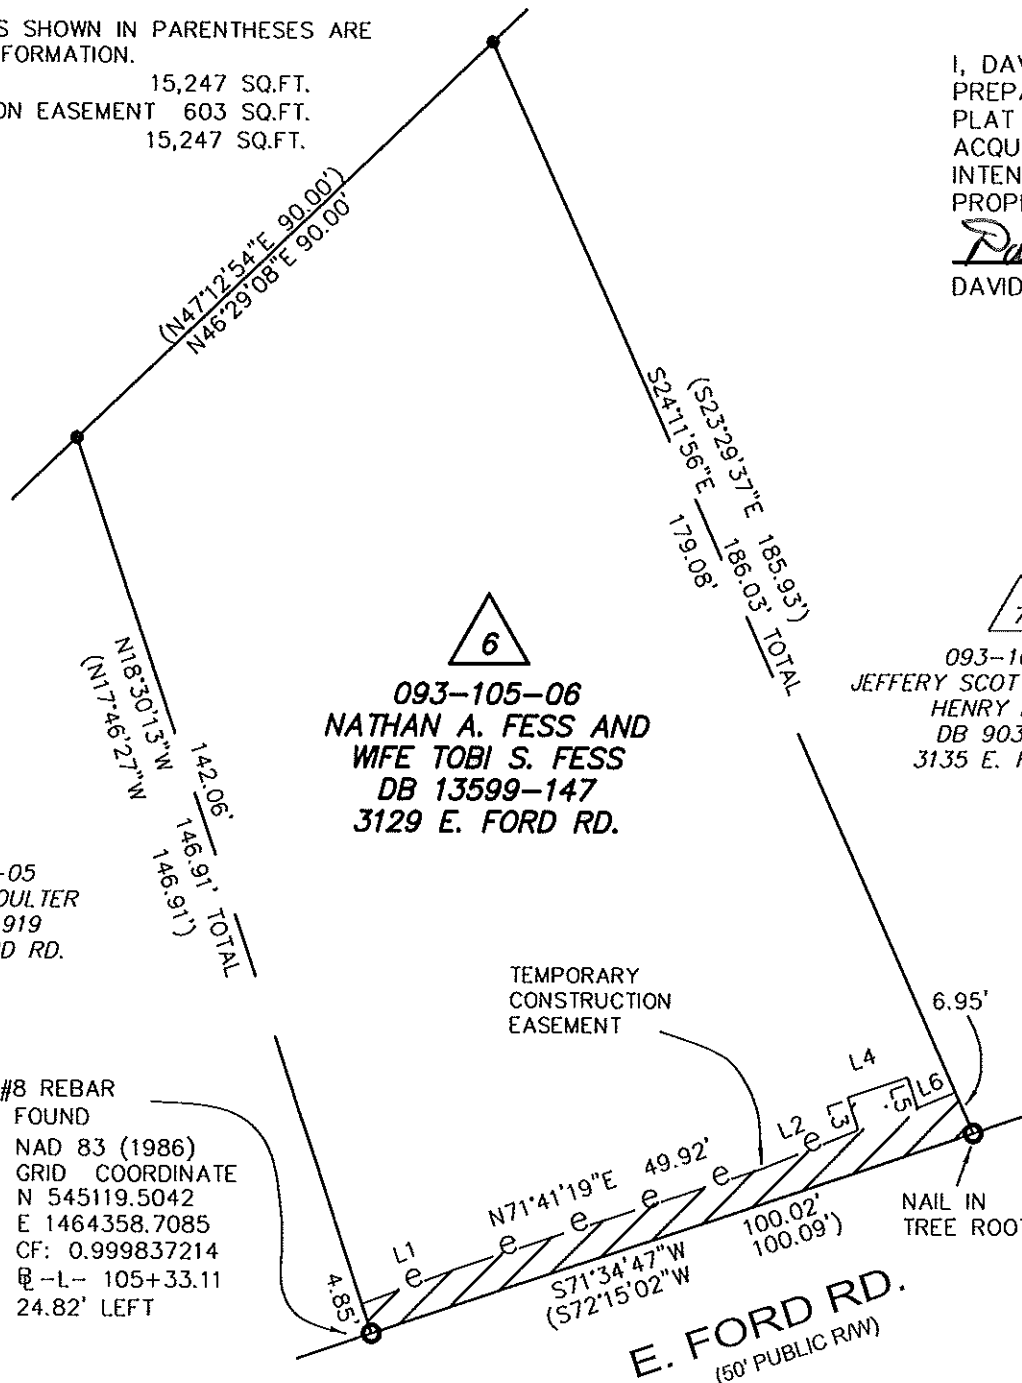 S SHOWN IN PARENTHESES ARE
FORMATION.
15,247 SQ.FT.
ON EASEMENT 603 SQ.FT.
15,247 SQ.FT.
I, DAV
PREPA
PLAT
ACQU
INTEN
PROP
DAVID
(N47°12'54"E 90.00')
N46°29'08"E 90.00'
(S23°29'37"E 185.93')
S24°11'56"E 186.03' TOTAL
179.08'
6
093-105-06
NATHAN A. FESS AND
WIFE TOBI S. FESS
DB 13599-147
3129 E. FORD RD.
7
093-10
JEFFERY SCOT
HENRY
DB 903
3135 E. F
142.06'
N18°30'13"W 146.91' TOTAL
(N17°46'27"W 146.91')
-05
OULTER
919
D RD.
TEMPORARY
CONSTRUCTION
EASEMENT
6.95'
#8 REBAR
FOUND
NAD 83 (1986)
GRID COORDINATE
N 545119.5042
E 1464358.7085
CF: 0.999837214
-L- 105+33.11
24.82' LEFT
4.85'
L1
e
N71°41'19"E 49.92'
e e e e
L2
e
L3
L4
L5
L6
S71°34'47"W 100.02'
(S72°15'02"W 100.09')
NAIL IN
TREE ROOT
E. FORD RD.
(50' PUBLIC R/W)